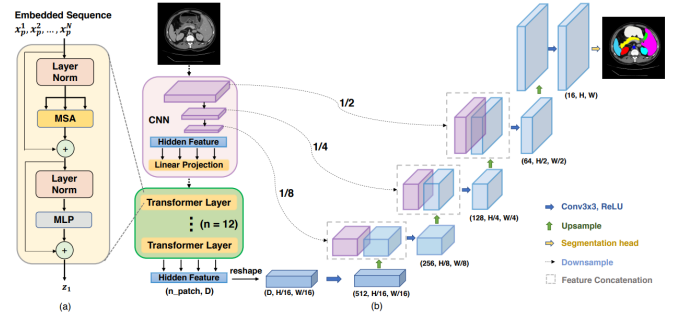 Embedded Sequence
x_p^1, x_p^2, ..., x_p^N
Layer
Norm
MSA
+
Layer
Norm
MLP
+
z_1
(a)
CNN
Hidden Feature
Linear Projection
Transformer Layer
(n = 12)
Transformer Layer
Hidden Feature
(n_patch, D)
reshape
(D, H/16, W/16)
(512, H/16, W/16)
(b)
1/2
1/4
1/8
(256, H/8, W/8)
(128, H/4, W/4)
(64, H/2, W/2)
(16, H, W)
Conv3x3, ReLU
Upsample
Segmentation head
Downsample
Feature Concatenation